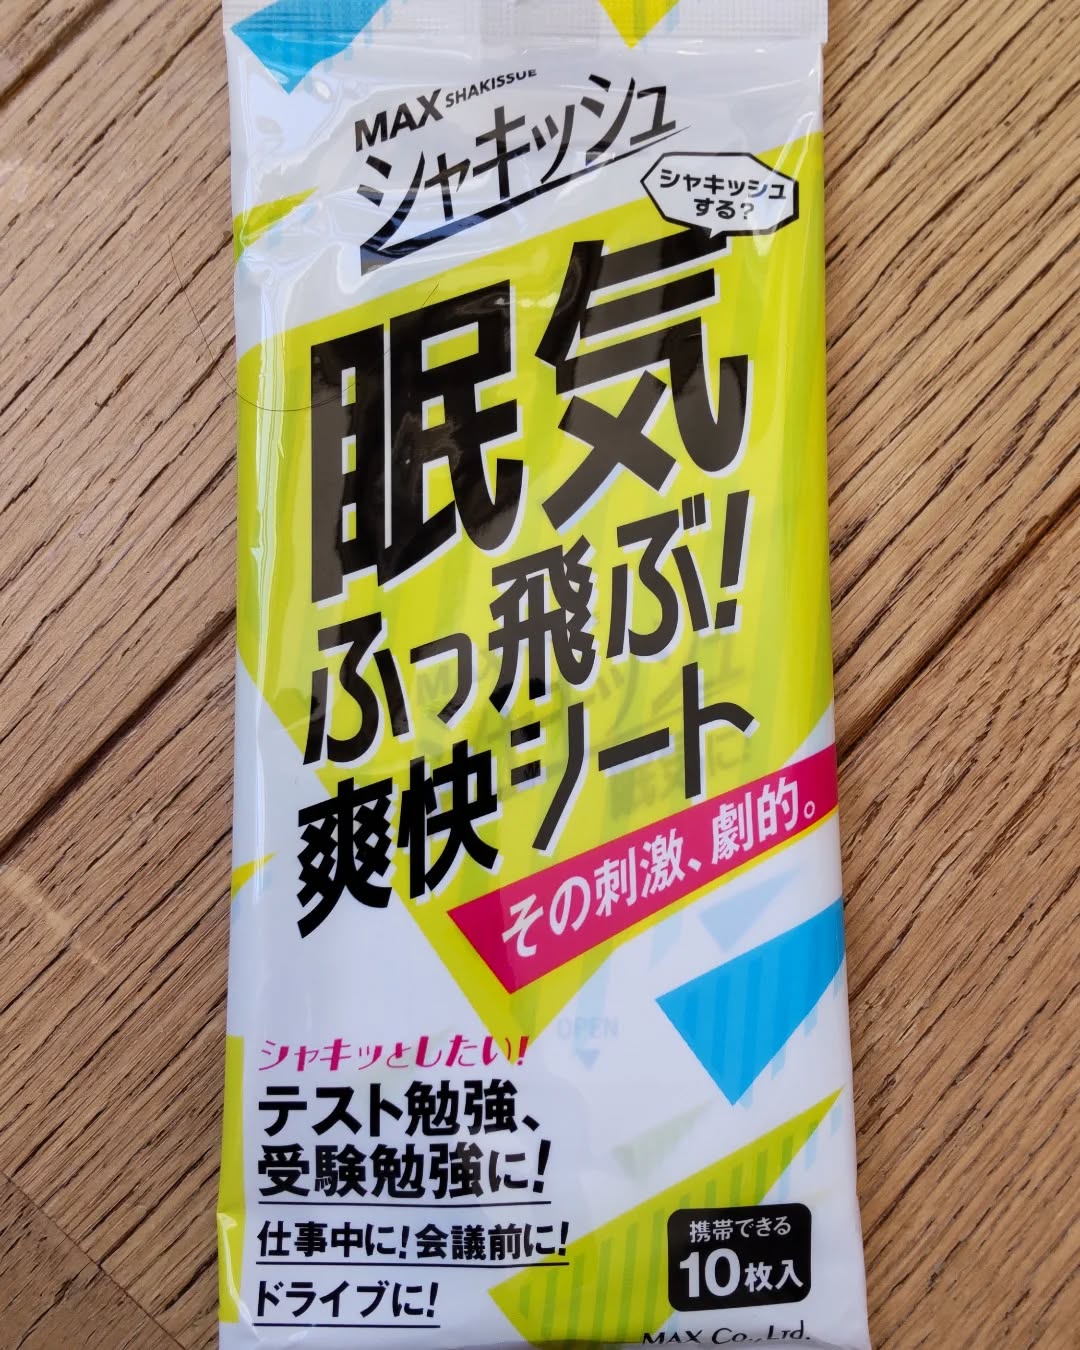 MAX SHAKISSUE
シャキッシュ
シャキッシュ
する?
眠気
ふっ飛ぶ!
爽快シート
その刺激、劇的。
OPEN
シャキッとしたい!
テスト勉強、
受験勉強に!
仕事中に!会議前に!
ドライブに!
携帯できる
10枚入
MAX Co., Ltd.